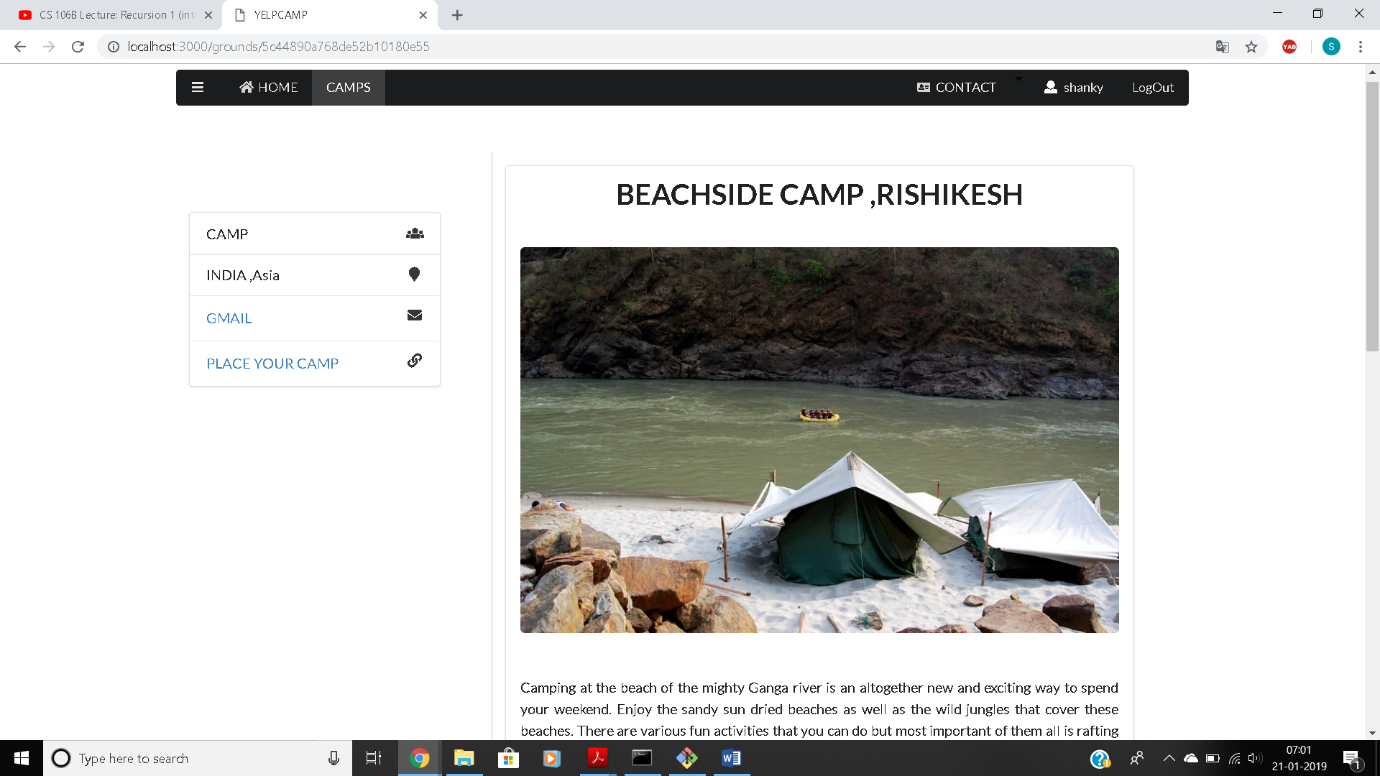 CS 106B Lecture: Recursion 1 (int
YELPCAMP
localhost:3000/grounds/5c44890a768de52b10180e55
YAB
S
HOME
CAMPS
CONTACT
shanky
LogOut
CAMP
INDIA ,Asia
GMAIL
PLACE YOUR CAMP
BEACHSIDE CAMP ,RISHIKESH
Camping at the beach of the mighty Ganga river is an altogether new and exciting way to spend
your weekend. Enjoy the sandy sun dried beaches as well as the wild jungles that cover these
beaches. There are various fun activities that you can do but most important of them all is rafting
Type here to search
07:01
21-01-2019
1